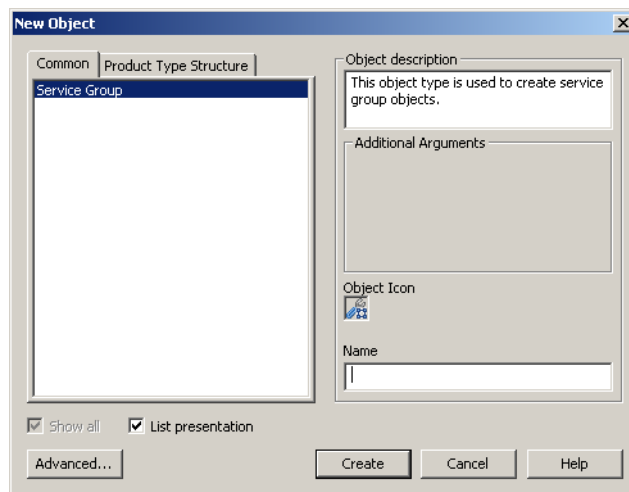 New Object
Common
Product Type Structure
Service Group
Object description
This object type is used to create service
group objects.
Additional Arguments
Object Icon
Name
Show all
List presentation
Advanced...
Create
Cancel
Help